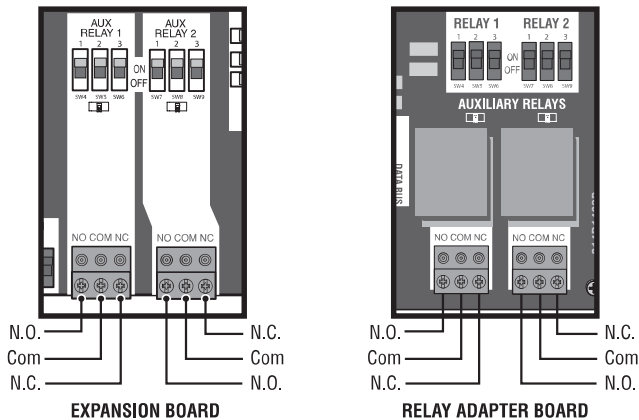 AUX
RELAY 1
1 2 3
SW4 SW5 SW6
AUX
RELAY 2
1 2 3
SW7 SW8 SW9
ON
OFF
NO COM NC
NO COM NC
N.O.
Com
N.C.
N.C.
Com
N.O.
EXPANSION BOARD
RELAY 1
1 2 3
SW4 SW5 SW6
RELAY 2
1 2 3
SW7 SW8 SW9
ON
OFF
AUXILIARY RELAYS
DATA BUS
NO COM NC
NO COM NC
N.O.
Com
N.C.
N.C.
Com
N.O.
RELAY ADAPTER BOARD